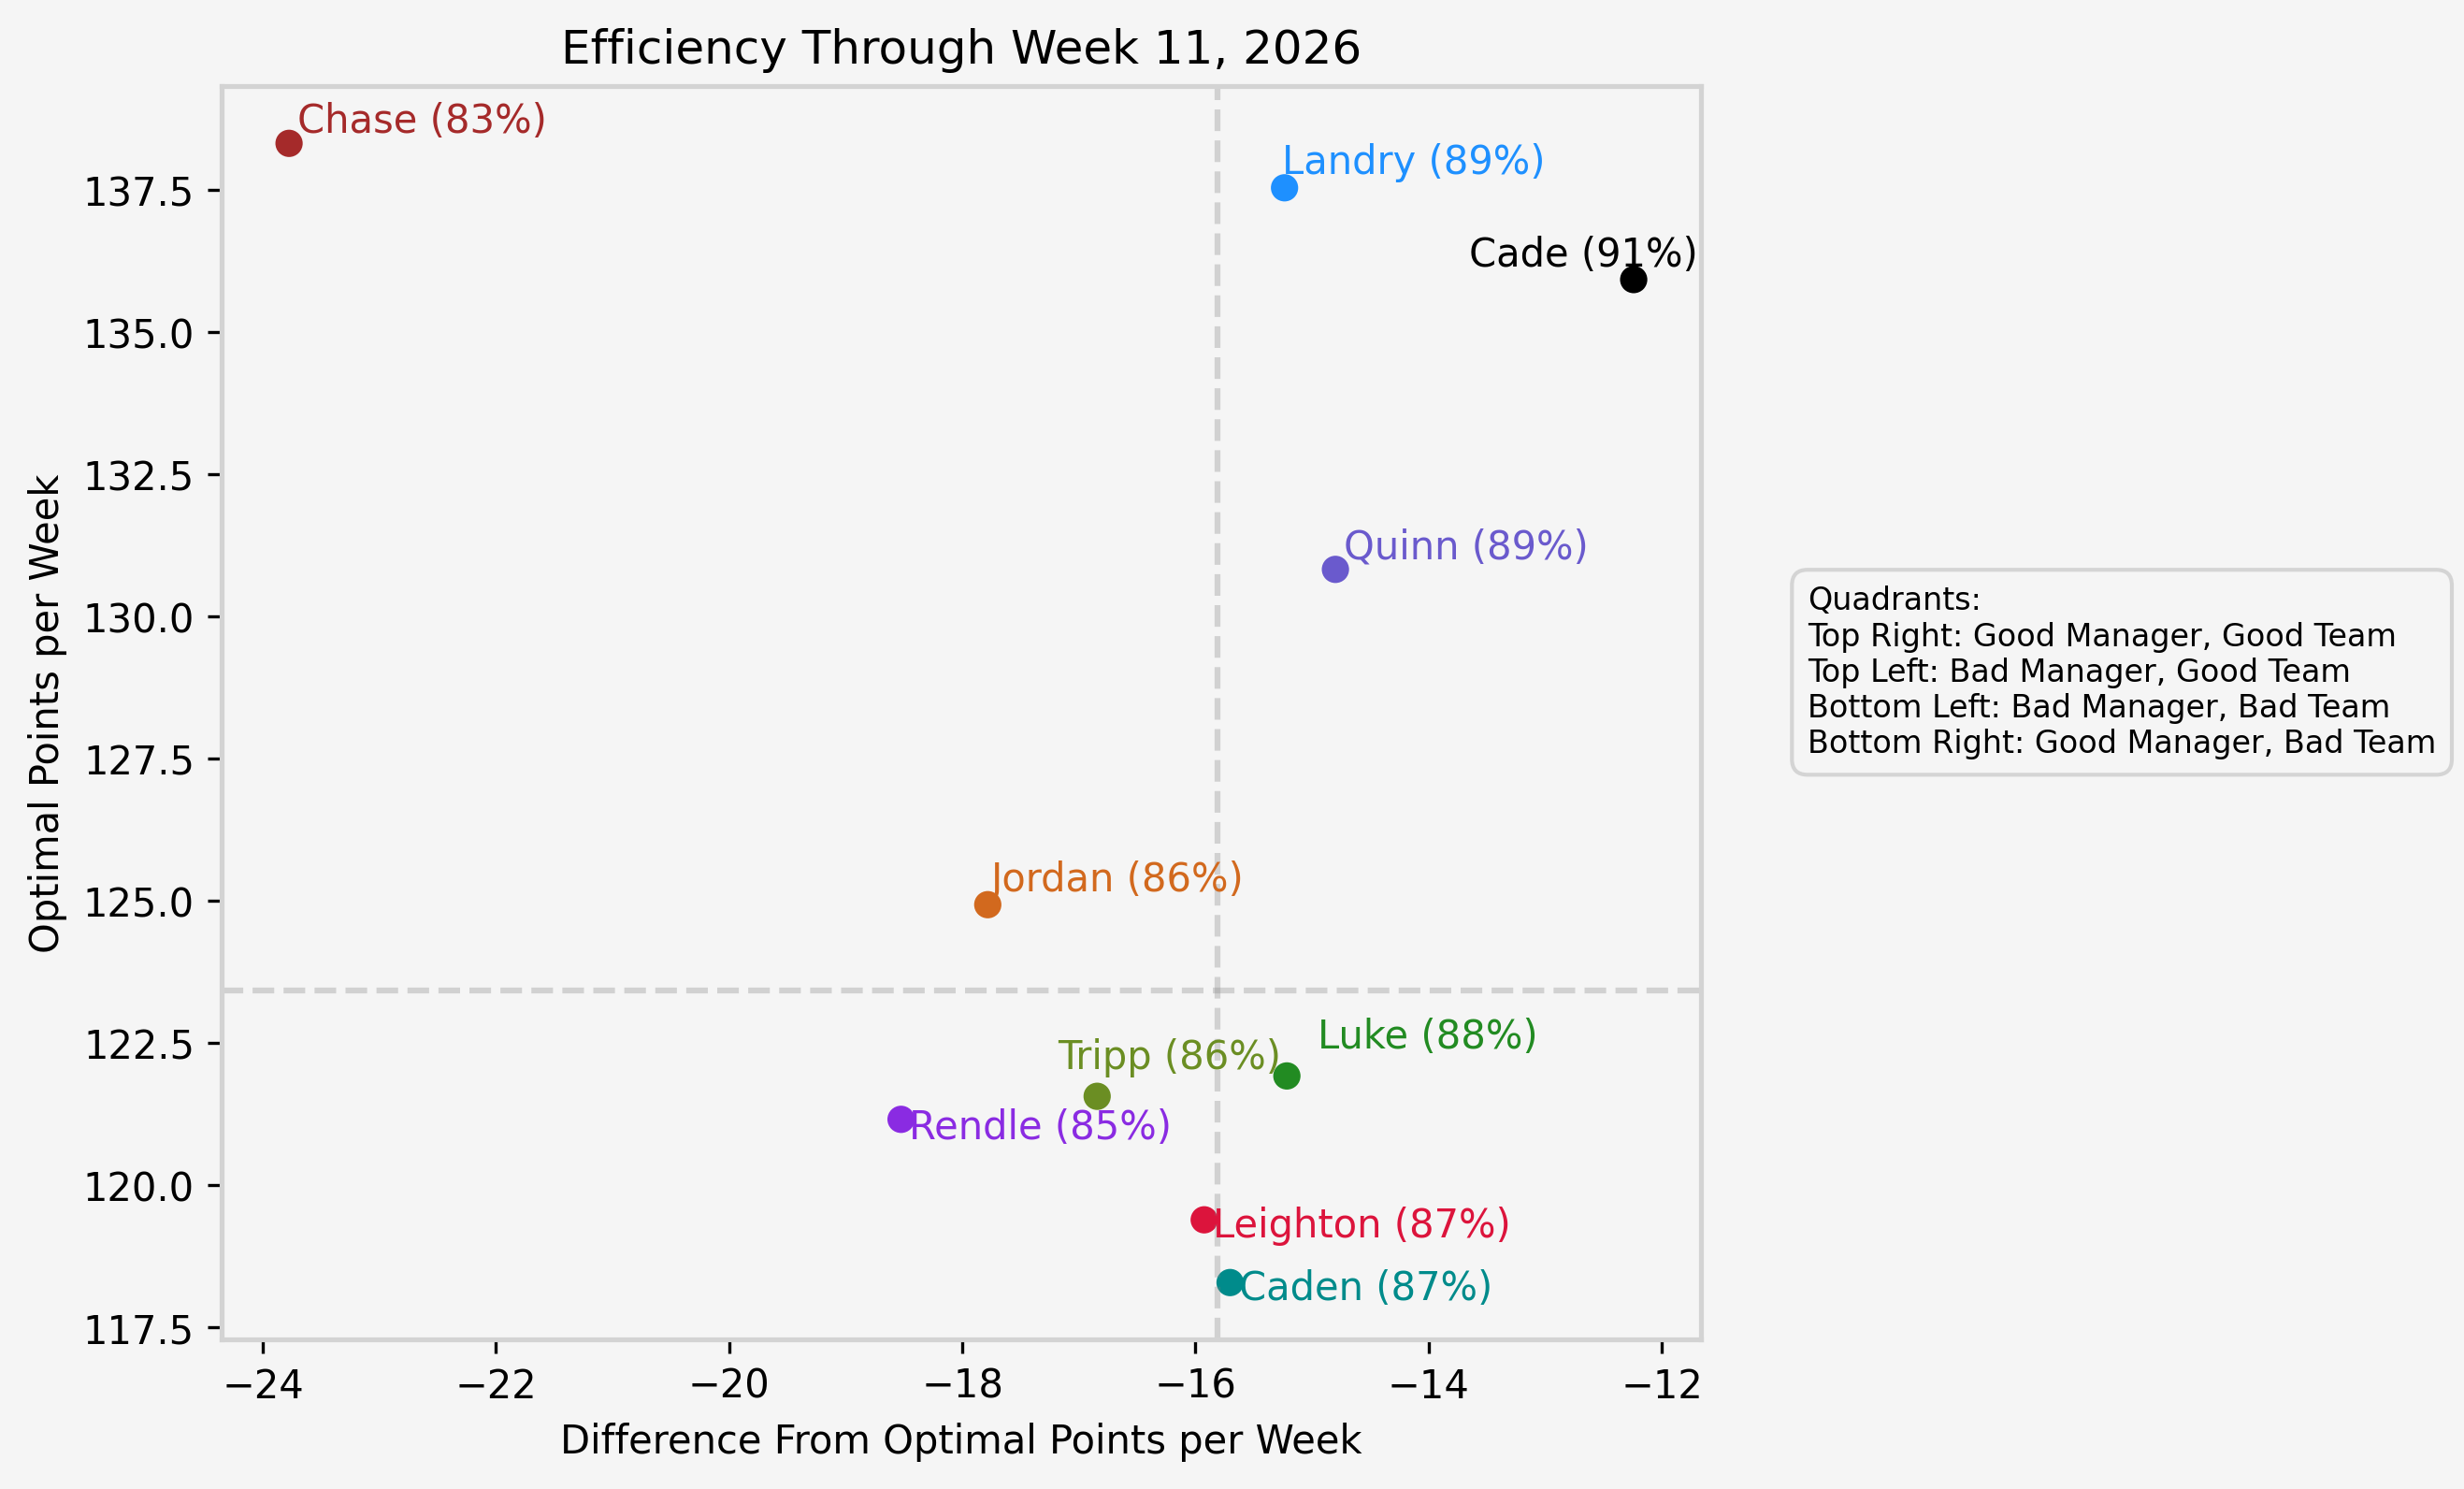 Efficiency Through Week 11, 2026
Chase (83%)
Landry (89%)
Cade (91%)
Quinn (89%)
Jordan (86%)
Luke (88%)
Tripp (86%)
Rendle (85%)
Leighton (87%)
Caden (87%)
Optimal Points per Week
137.5
135.0
132.5
130.0
127.5
125.0
122.5
120.0
117.5
−24
−22
−20
−18
−16
−14
−12
Difference From Optimal Points per Week
Quadrants:
Top Right: Good Manager, Good Team
Top Left: Bad Manager, Good Team
Bottom Left: Bad Manager, Bad Team
Bottom Right: Good Manager, Bad Team